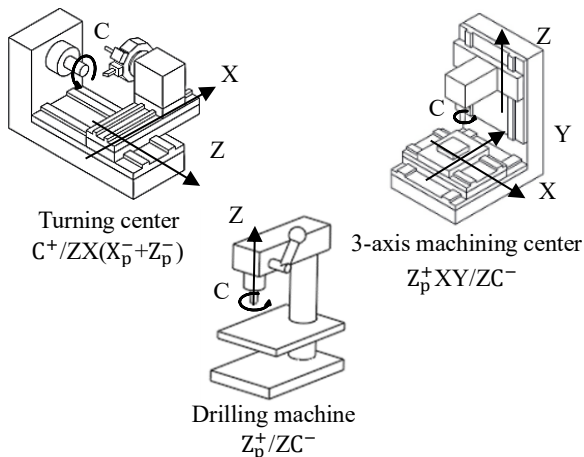 C
X
Z
Turning center
C⁺/ZX(X⁻ₚ+Z⁻ₚ)
Z
C
Y
X
3-axis machining center
Z⁺ₚXY/ZC⁻
Z
C
Drilling machine
Z⁺ₚ/ZC⁻